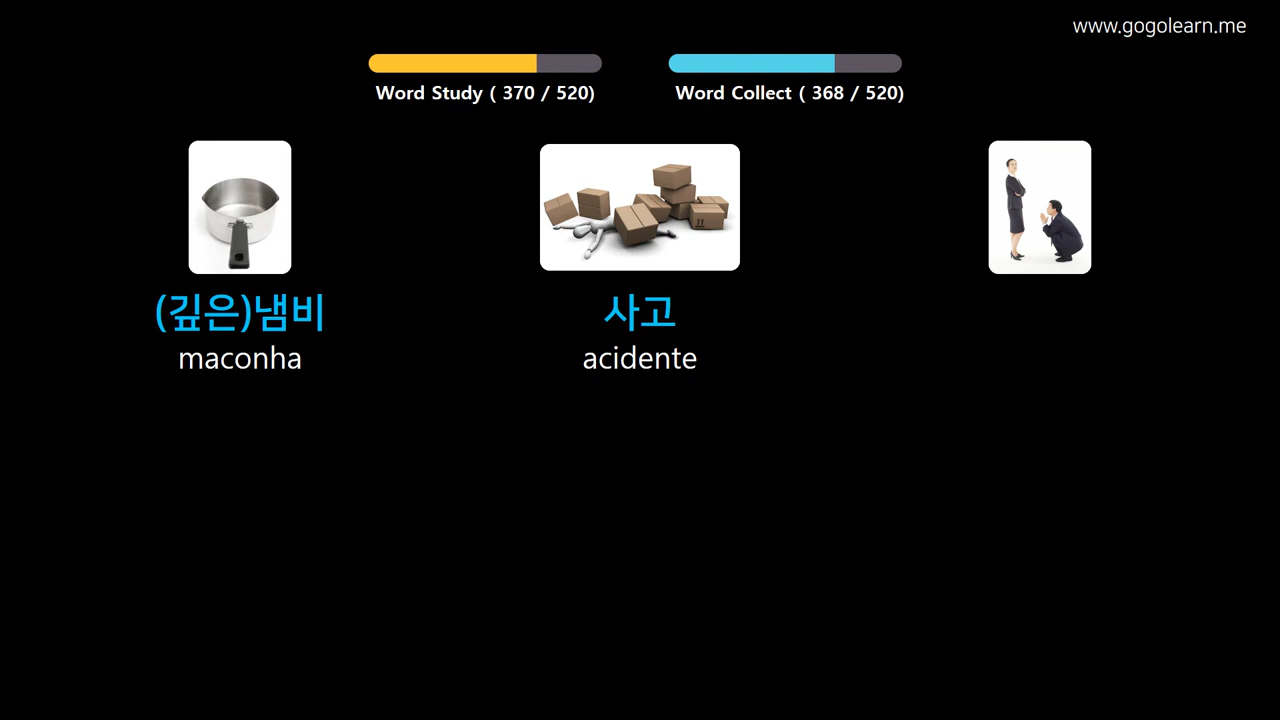 www.gogolearn.me
Word Study ( 370 / 520)
Word Collect ( 368 / 520)
(깊은)냄비
maconha
사고
acidente